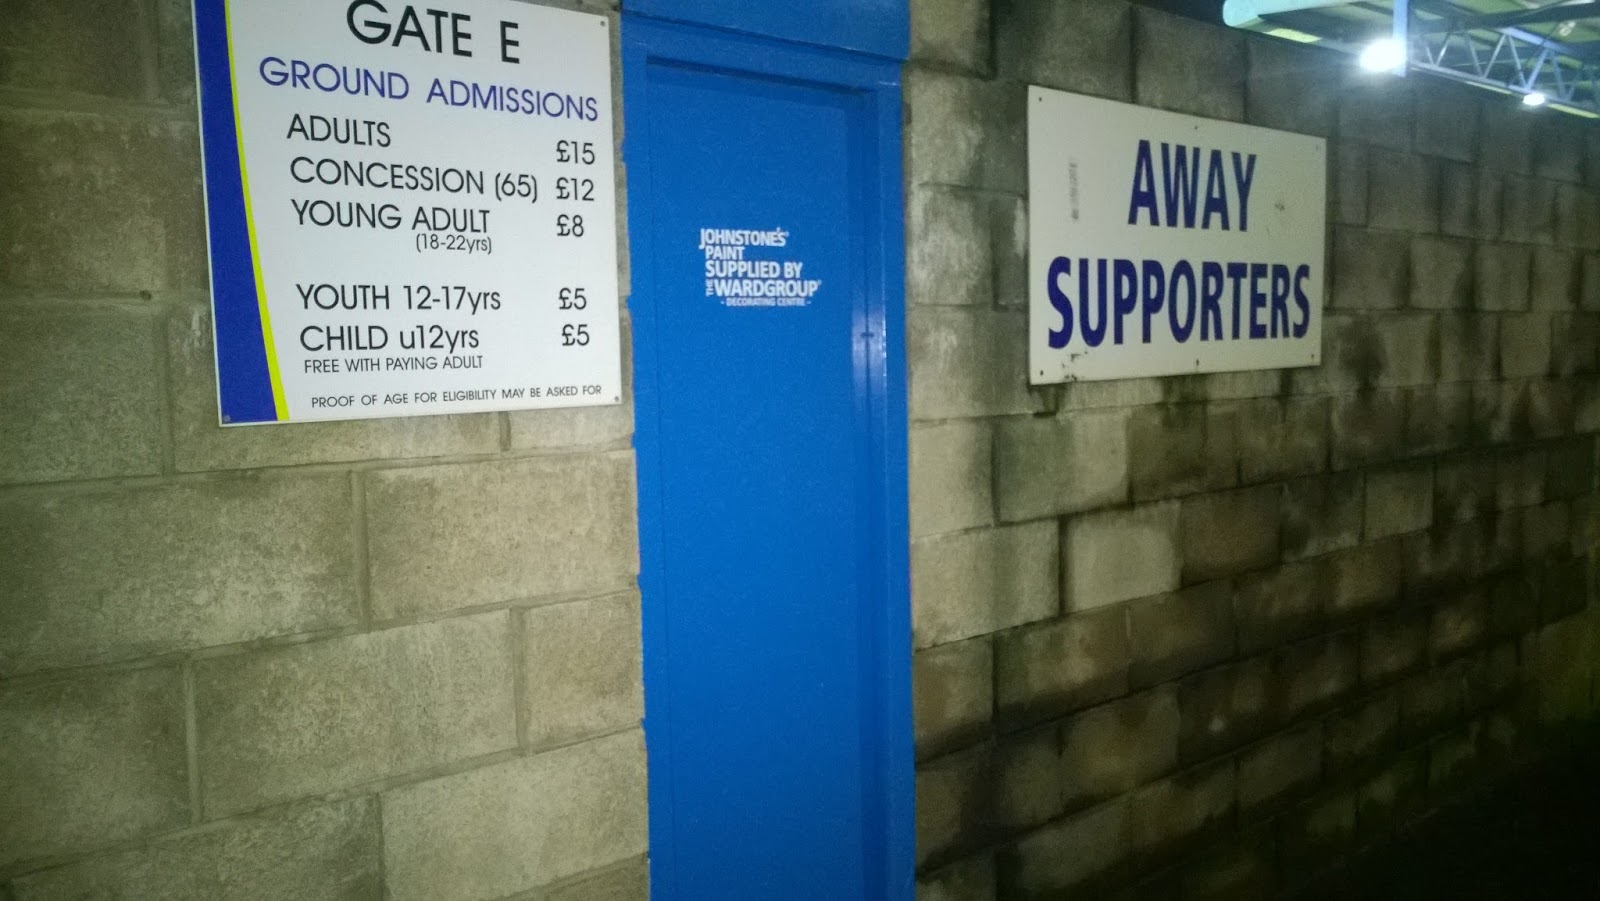 GATE E
GROUND ADMISSIONS
ADULTS £15
CONCESSION (65) £12
YOUNG ADULT £8
(18-22yrs)
YOUTH 12-17yrs £5
CHILD u12yrs £5
FREE WITH PAYING ADULT
PROOF OF AGE FOR ELIGIBILITY MAY BE ASKED FOR
JOHNSTONE'S®
PAINT
SUPPLIED BY
THE WARDGROUP®
- DECORATING CENTRE -
AWAY
SUPPORTERS